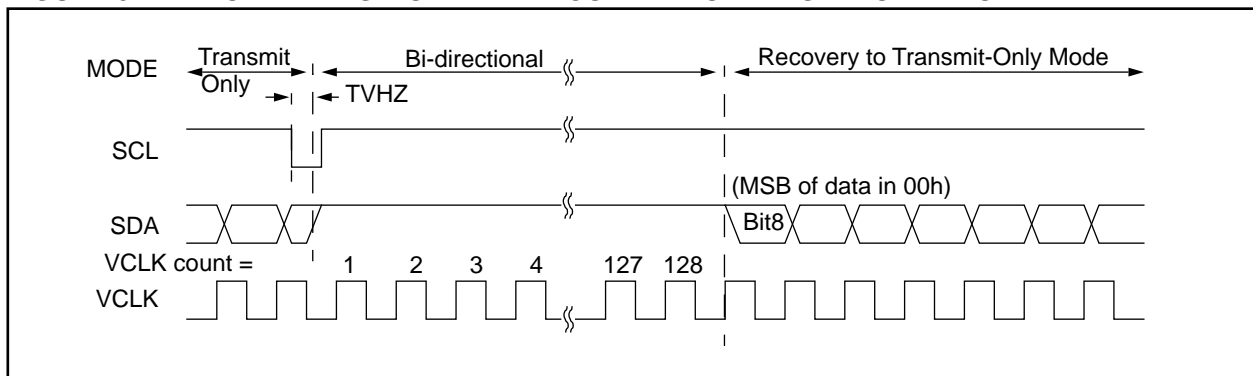 MODE
Transmit
Only
Bi-directional
Recovery to Transmit-Only Mode
TVHZ
SCL
(MSB of data in 00h)
SDA
Bit8
VCLK count =
1 2 3 4 127 128
VCLK